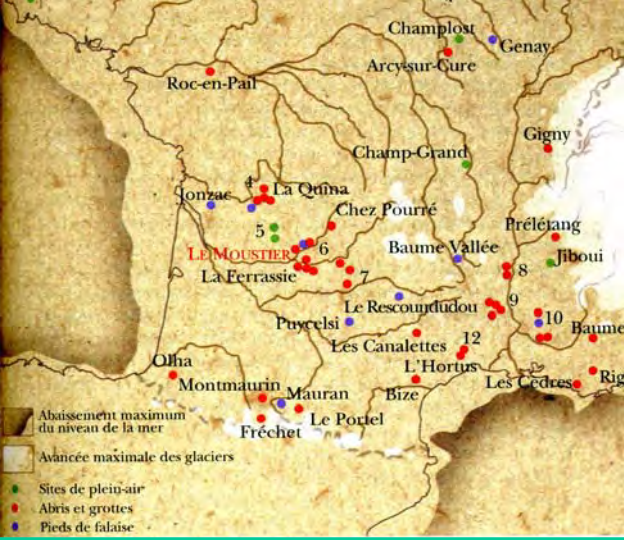 Champlost
Genay
Arcy-sur-Cure
Roc-en-Pail
Gigny
Champ-Grand
4
La Quina
Jonzac
Chez Pourré
Prélétang
5
6
Baume Vallée
Jiboui
LE MOUSTIER
8
La Ferrassie
7
Le Rescoundudou
9
10
Puycelsi
Baume
Les Canalettes
12
Olha
L'Hortus
Montmaurin
Mauran
Bize
Les Cèdres
Rig
Le Portel
Fréchet
Abaissement maximum
du niveau de la mer
Avancée maximale des glaciers
Sites de plein-air
Abris et grottes
Pieds de falaise